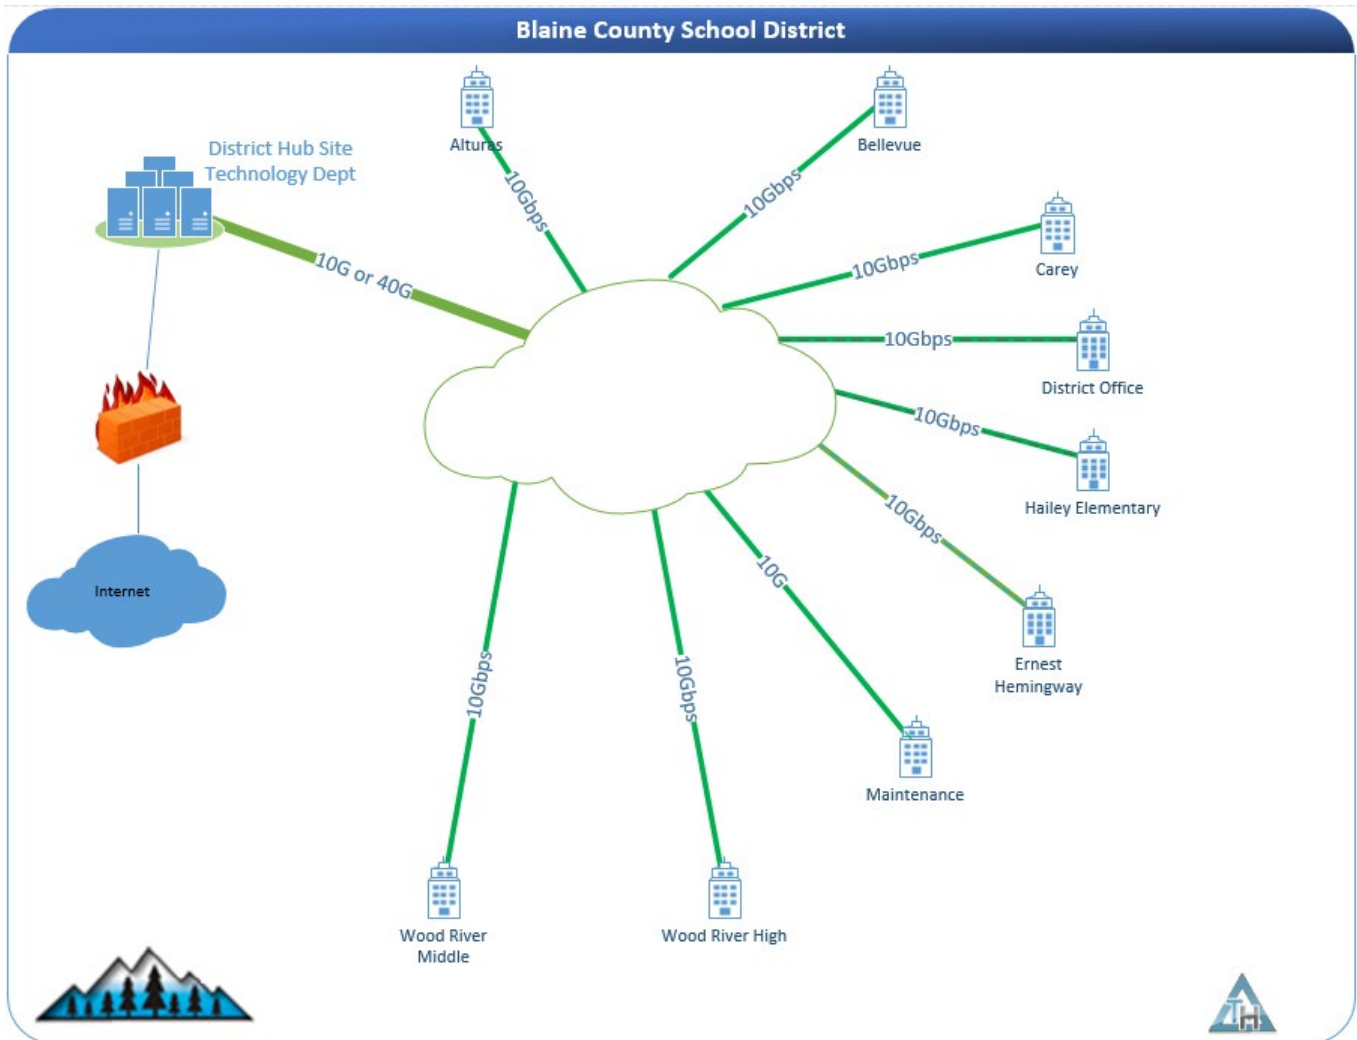 Blaine County School District
District Hub Site
Technology Dept
Alturas
Bellevue
10Gbps
10Gbps
10G or 40G
10Gbps
Carey
10Gbps
District Office
10Gbps
Hailey Elementary
10Gbps
Internet
10G
Ernest
Hemingway
10Gbps
10Gbps
Maintenance
Wood River
Middle
Wood River High
TH